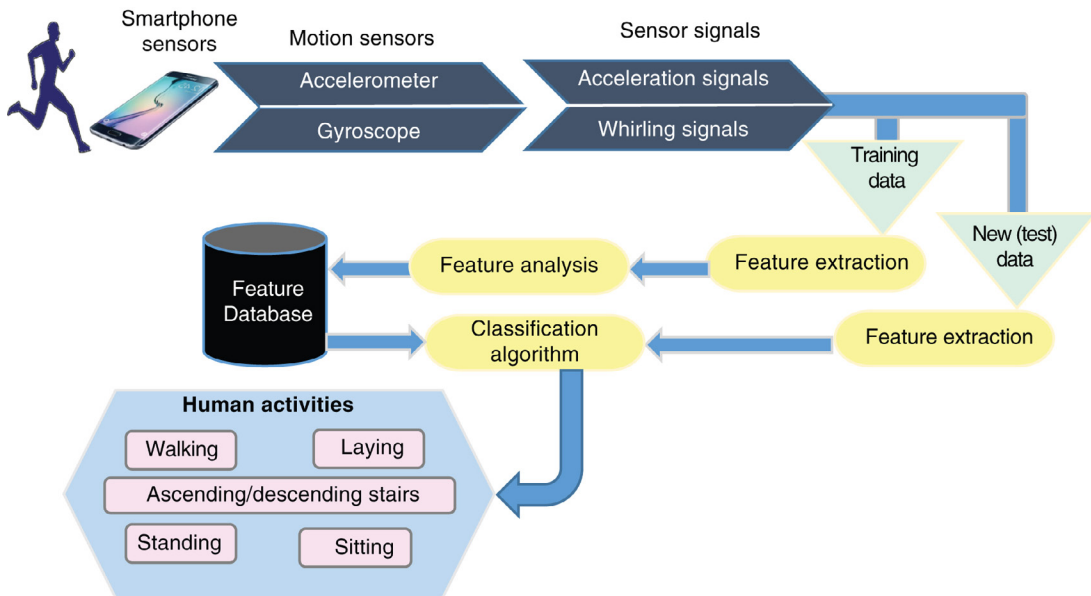 Smartphone
sensors
Motion sensors
Sensor signals
Accelerometer
Gyroscope
Acceleration signals
Whirling signals
Training
data
New (test)
data
Feature extraction
Feature analysis
Feature
Database
Classification
algorithm
Feature extraction
Human activities
Walking
Laying
Ascending/descending stairs
Standing
Sitting